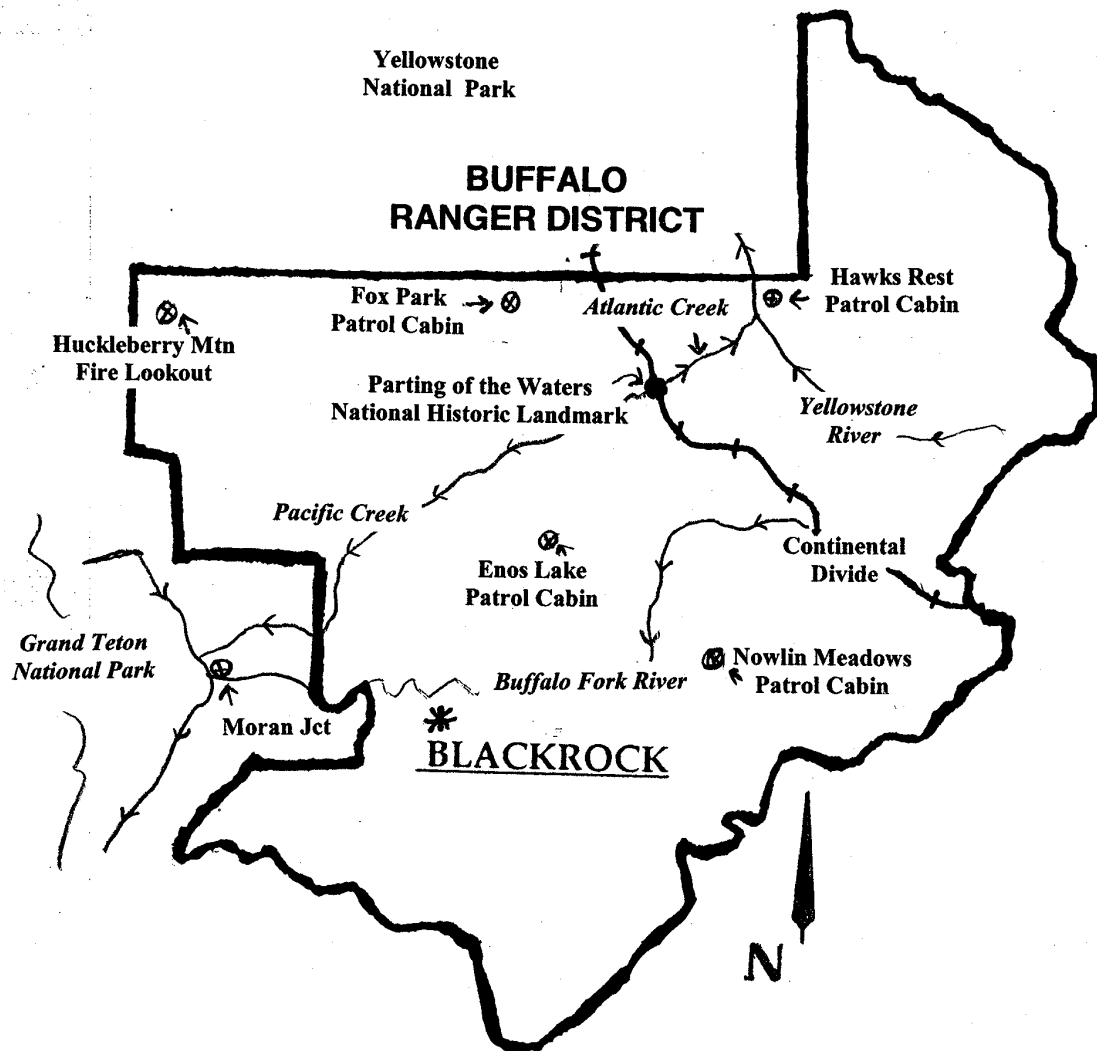 Yellowstone
National Park
BUFFALO
RANGER DISTRICT
Hawks Rest
Patrol Cabin
Fox Park
Patrol Cabin
Atlantic Creek
Huckleberry Mtn
Fire Lookout
Parting of the Waters
National Historic Landmark
Yellowstone
River
Pacific Creek
Continental
Divide
Enos Lake
Patrol Cabin
Grand Teton
National Park
Nowlin Meadows
Patrol Cabin
Buffalo Fork River
Moran Jct
BLACKROCK
N